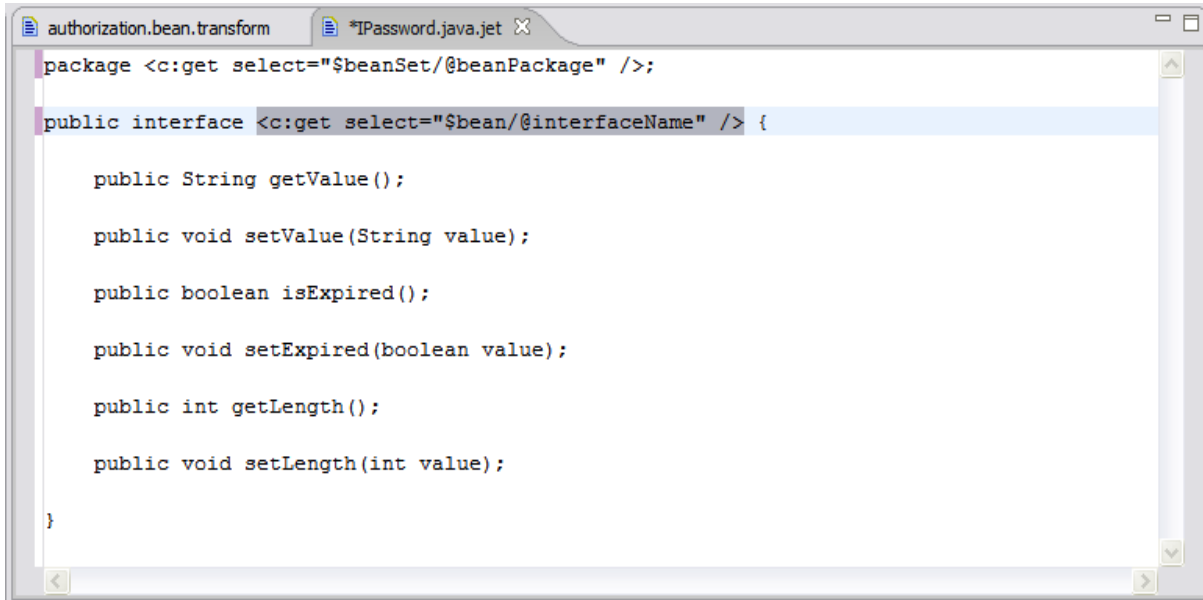 authorization.bean.transform *IPassword.java.jet
package <c:get select="$beanSet/@beanPackage" />;
public interface <c:get select="$bean/@interfaceName" /> {
public String getValue();
public void setValue(String value);
public boolean isExpired();
public void setExpired(boolean value);
public int getLength();
public void setLength(int value);
}